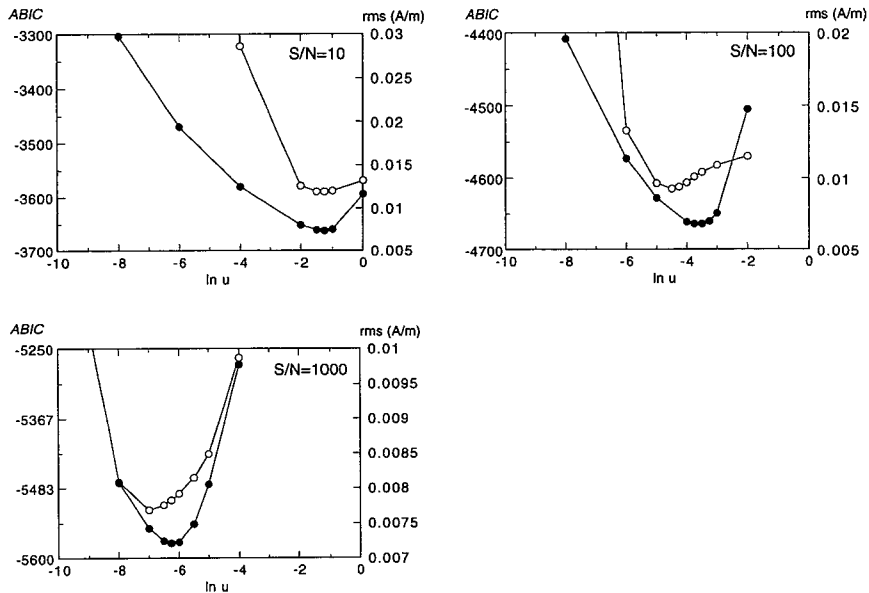 ABIC
rms (A/m)
S/N=10
-3300
-3400
-3500
-3600
-3700
0.03
0.025
0.02
0.015
0.01
0.005
-10 -8 -6 -4 -2 0
ln u
ABIC
rms (A/m)
S/N=100
-4400
-4500
-4600
-4700
0.02
0.015
0.01
0.005
-10 -8 -6 -4 -2 0
ln u
ABIC
rms (A/m)
S/N=1000
-5250
-5367
-5483
-5600
0.01
0.0095
0.009
0.0085
0.008
0.0075
0.007
-10 -8 -6 -4 -2 0
ln u